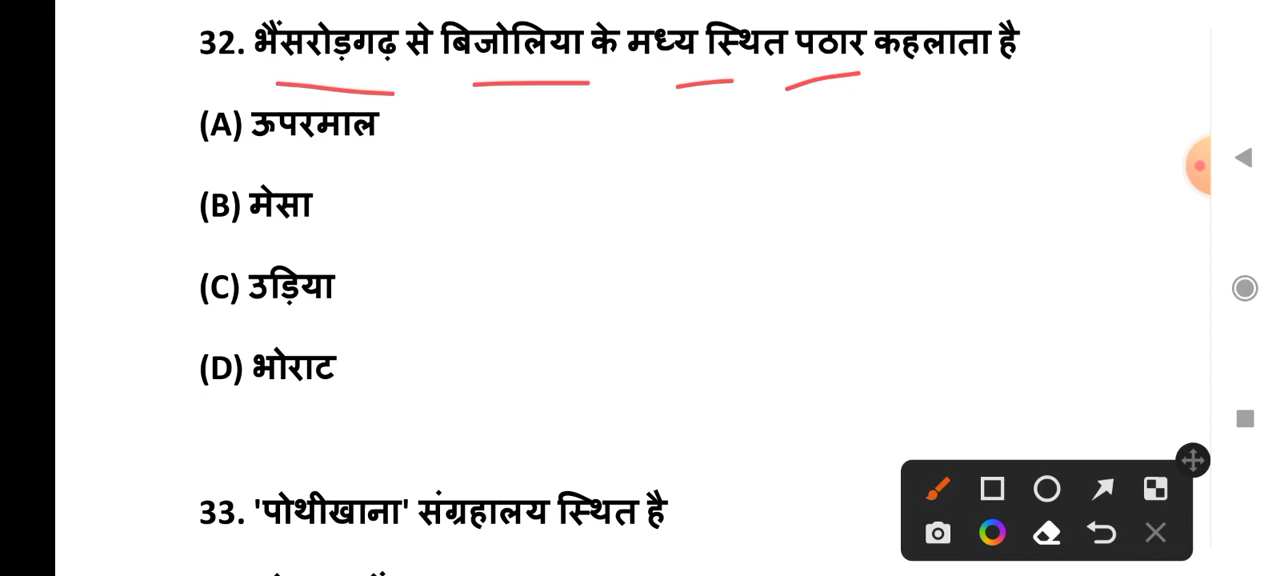 32. भैंसरोड़गढ़ से बिजोलिया के मध्य स्थित पठार कहलाता है
(A) ऊपरमाल
(B) मेसा
(C) उड़िया
(D) भोराट
33. 'पोथीखाना' संग्रहालय स्थित है